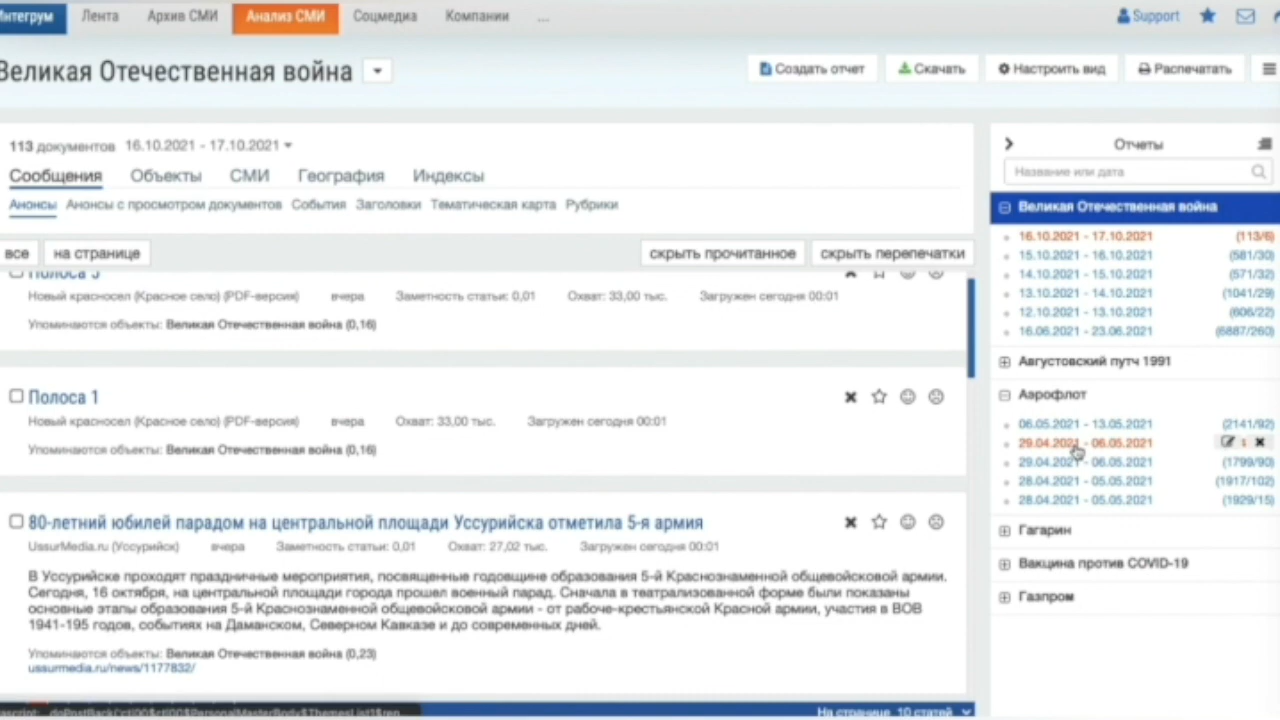 Интегрум Лента Архив СМИ Анализ СМИ Соцмедиа Компании ... Support
Великая Отечественная война Создать отчет Скачать Настроить вид Распечатать
113 документов 16.10.2021 - 17.10.2021
Сообщения Объекты СМИ География Индексы
Анонсы Анонсы с просмотром документов События Заголовки Тематическая карта Рубрики
все на странице скрыть прочитанное скрыть перепечатки
Полоса 5
Новый красносел (Красное село) (PDF-версия) вчера Заметность статьи: 0,01 Охват: 33,00 тыс. Загружен сегодня 00:01
Упоминаются объекты: Великая Отечественная война (0,16)
Полоса 1
Новый красносел (Красное село) (PDF-версия) вчера Охват: 33,00 тыс. Загружен сегодня 00:01
Упоминаются объекты: Великая Отечественная война (0,16)
80-летний юбилей парадом на центральной площади Уссурийска отметила 5-я армия
UssurMedia.ru (Уссурийск) вчера Заметность статьи: 0,01 Охват: 27,02 тыс. Загружен сегодня 00:01
В Уссурийске проходят праздничные мероприятия, посвященные годовщине образования 5-й Краснознаменной общевойсковой армии.
Сегодня, 16 октября, на центральной площади города прошел военный парад. Сначала в театрализованной форме были показаны
основные этапы образования 5-й Краснознаменной общевойсковой армии - от рабоче-крестьянской Красной армии, участия в ВОВ
1941-195 годов, событиях на Даманском, Северном Кавказе и до современных дней.
Упоминаются объекты: Великая Отечественная война (0,23)
ussurmedia.ru/news/1177832/
На странице 10 статей
Отчеты
Название или дата
Великая Отечественная война
16.10.2021 - 17.10.2021 (113/6)
15.10.2021 - 16.10.2021 (581/30)
14.10.2021 - 15.10.2021 (571/32)
13.10.2021 - 14.10.2021 (1041/29)
12.10.2021 - 13.10.2021 (606/22)
16.06.2021 - 23.06.2021 (6887/260)
Августовский путч 1991
Аэрофлот
06.05.2021 - 13.05.2021 (2141/92)
29.04.2021 - 06.05.2021
29.04.2021 - 06.05.2021 (1799/90)
28.04.2021 - 05.05.2021 (1917/102)
28.04.2021 - 05.05.2021 (1929/15)
Гагарин
Вакцина против COVID-19
Газпром